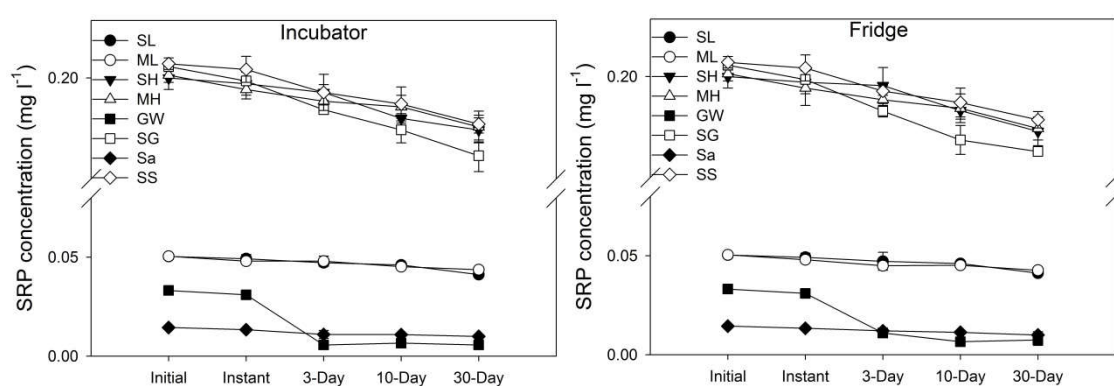 Incubator
SL
ML
SH
MH
GW
SG
Sa
SS
SRP concentration (mg l⁻¹)
0.20
0.05
0.00
Initial Instant 3-Day 10-Day 30-Day
Fridge
SL
ML
SH
MH
GW
SG
Sa
SS
SRP concentration (mg l⁻¹)
0.20
0.05
0.00
Initial Instant 3-Day 10-Day 30-Day